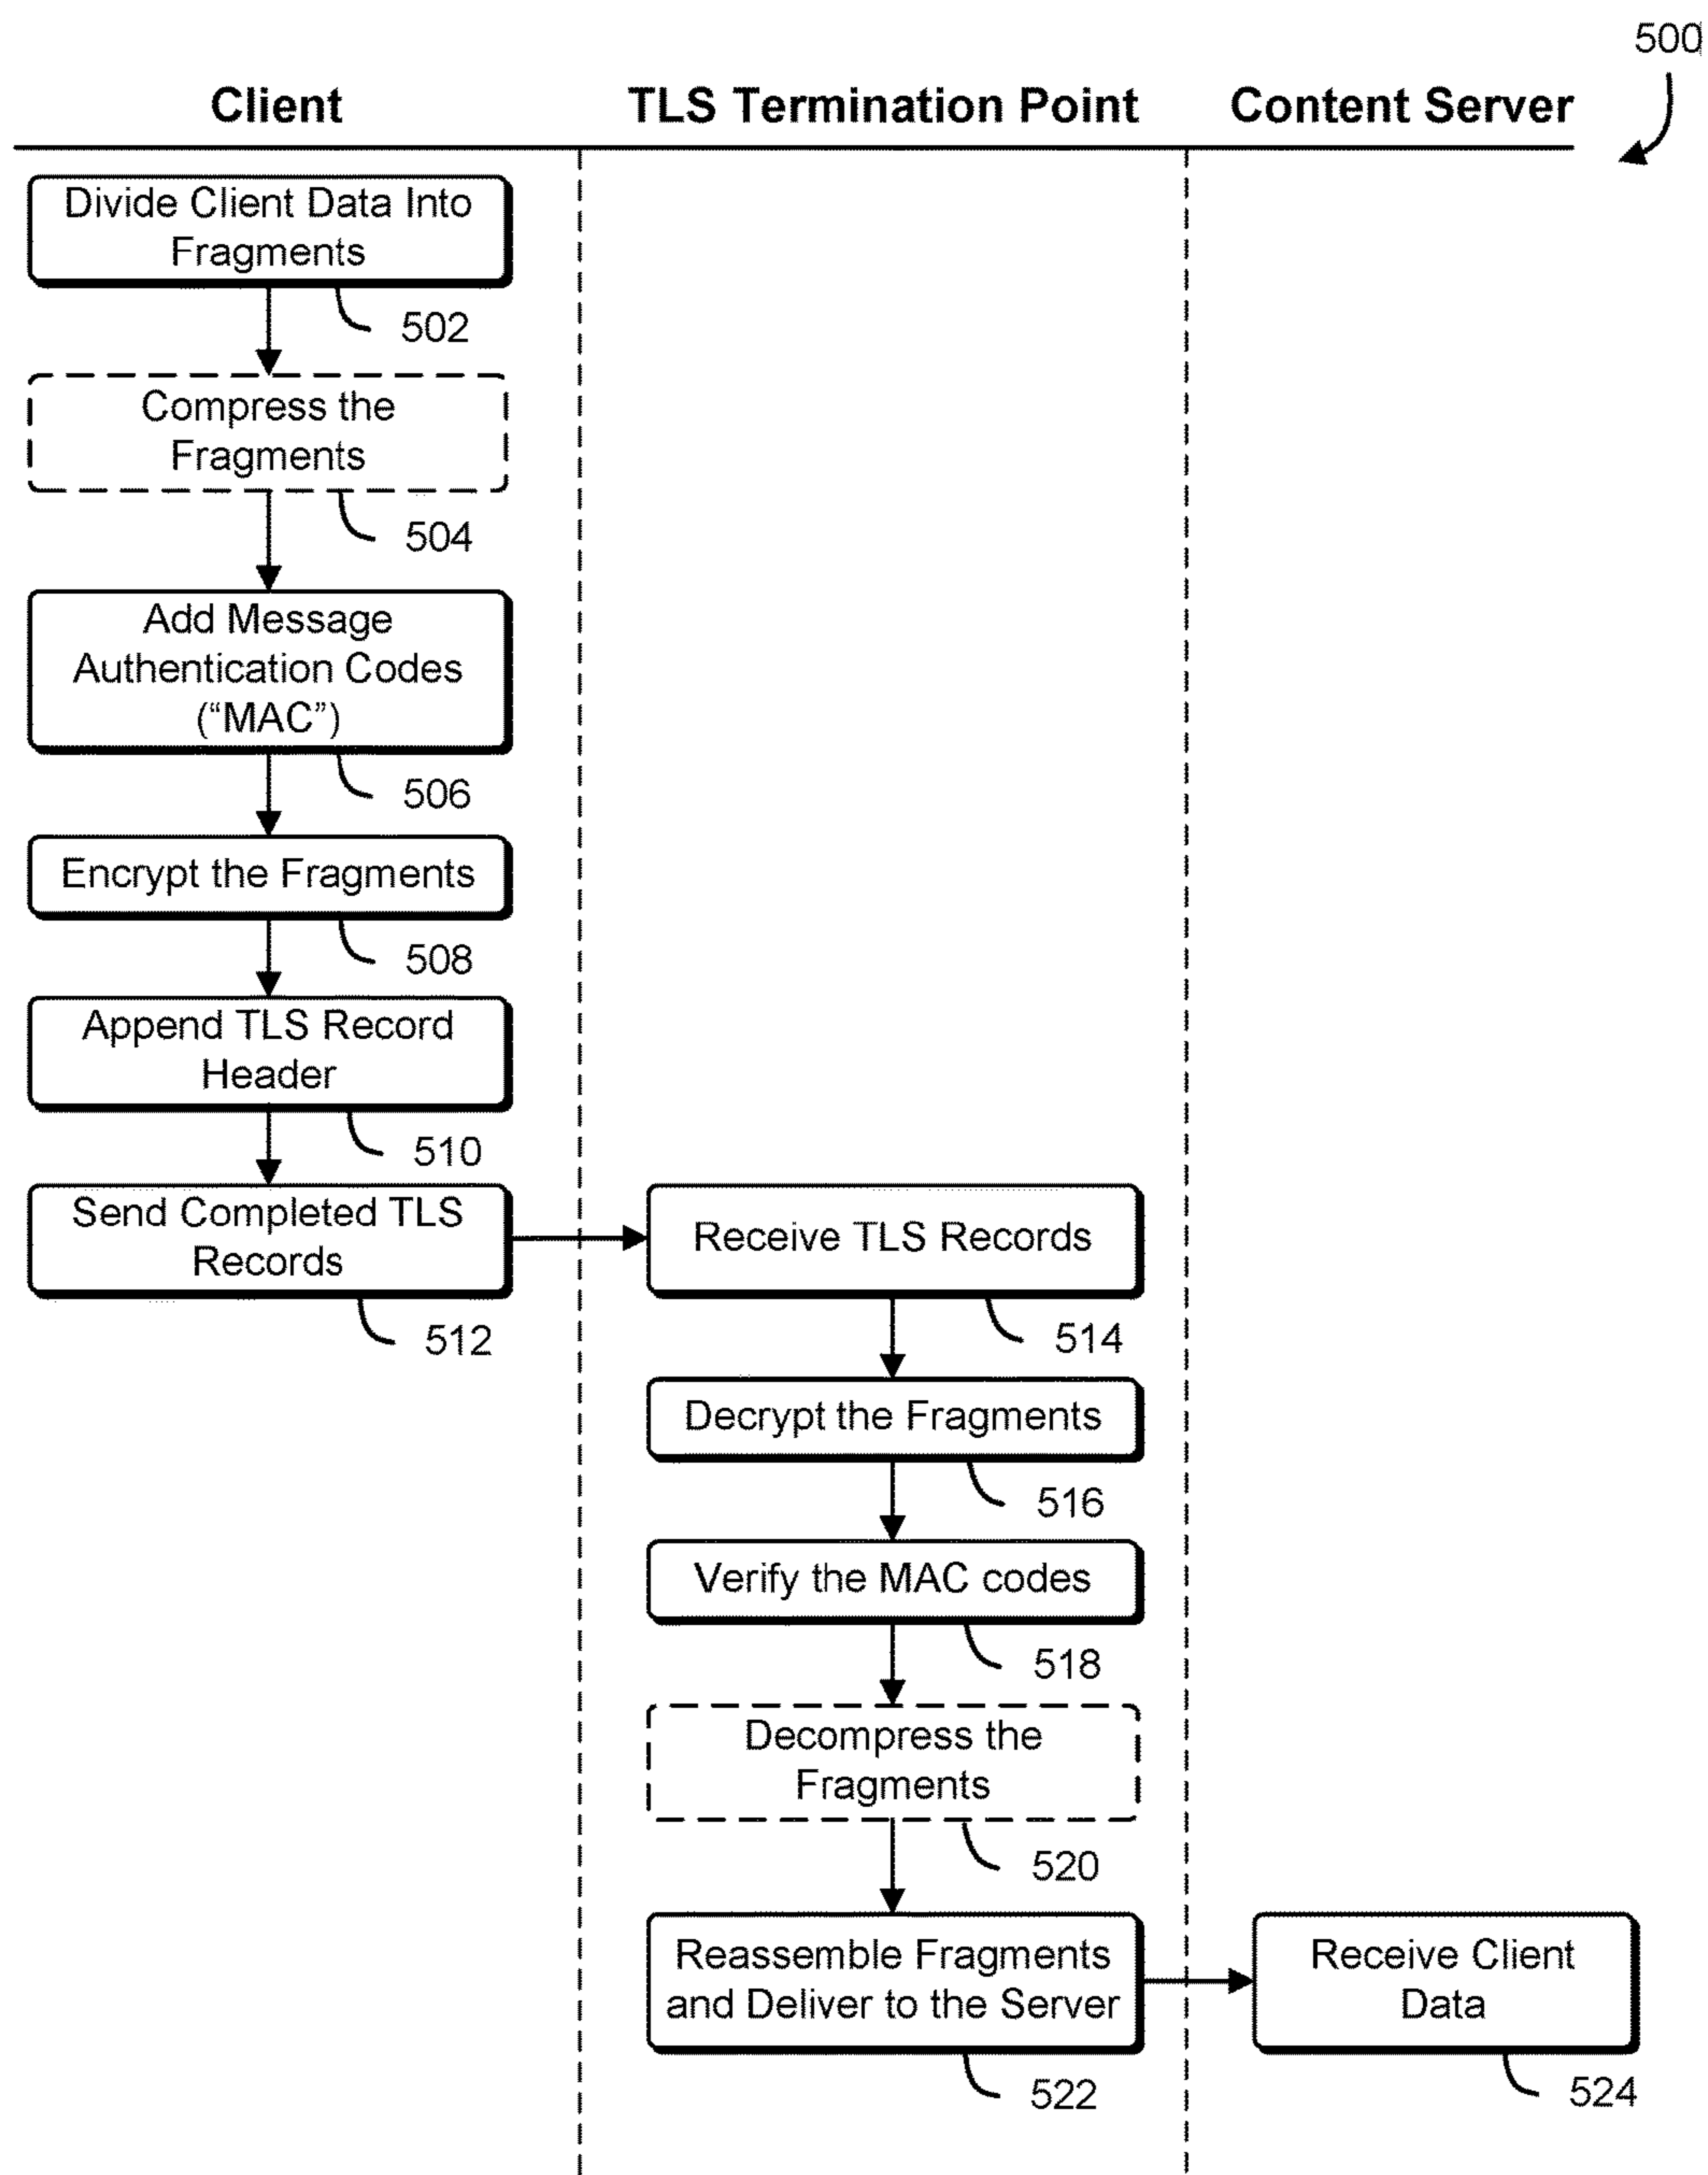 500
Client
TLS Termination Point
Content Server
Divide Client Data Into
Fragments
502
Compress the
Fragments
504
Add Message
Authentication Codes
(“MAC”)
506
Encrypt the Fragments
508
Append TLS Record
Header
510
Send Completed TLS
Records
512
Receive TLS Records
514
Decrypt the Fragments
516
Verify the MAC codes
518
Decompress the
Fragments
520
Reassemble Fragments
and Deliver to the Server
522
Receive Client
Data
524